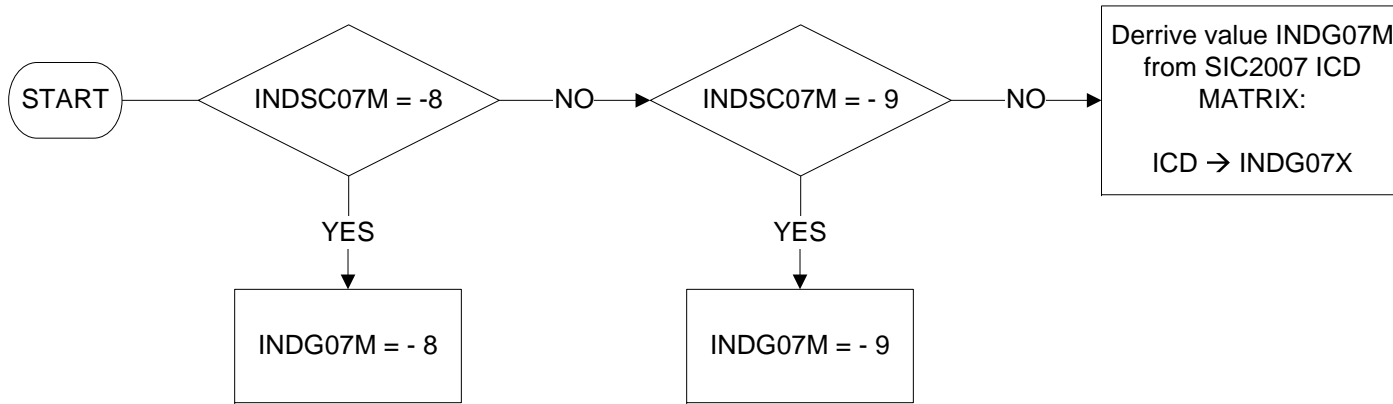 START
INDSC07M = -8
NO
INDSC07M = - 9
NO
Derrive value INDG07M
from SIC2007 ICD
MATRIX:
ICD → INDG07X
YES
YES
INDG07M = - 8
INDG07M = - 9